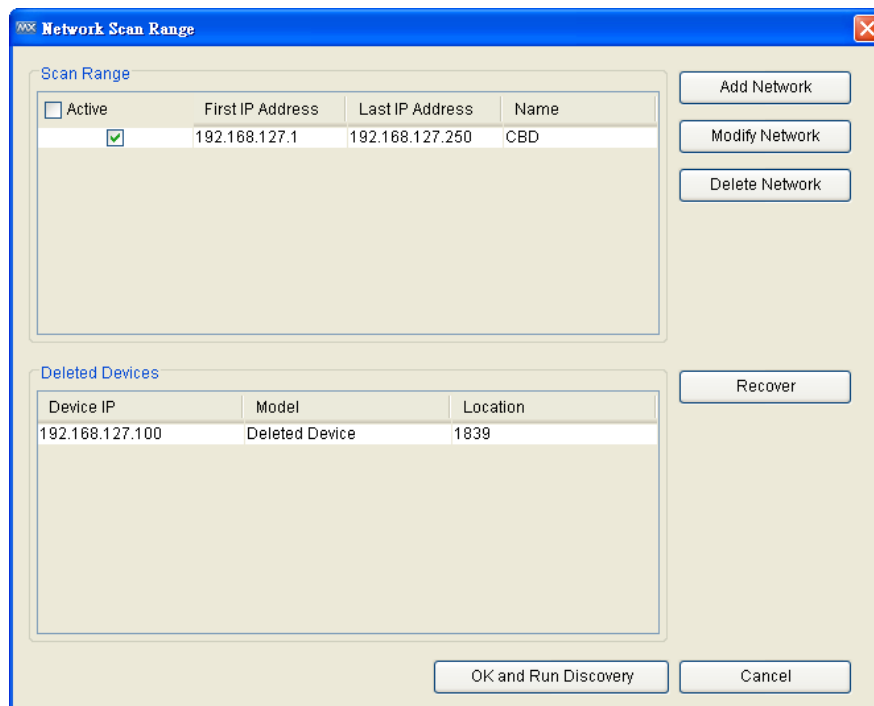 MX Network Scan Range
Scan Range
Active First IP Address Last IP Address Name
192.168.127.1 192.168.127.250 CBD
Add Network
Modify Network
Delete Network
Deleted Devices
Device IP Model Location
192.168.127.100 Deleted Device 1839
Recover
OK and Run Discovery Cancel